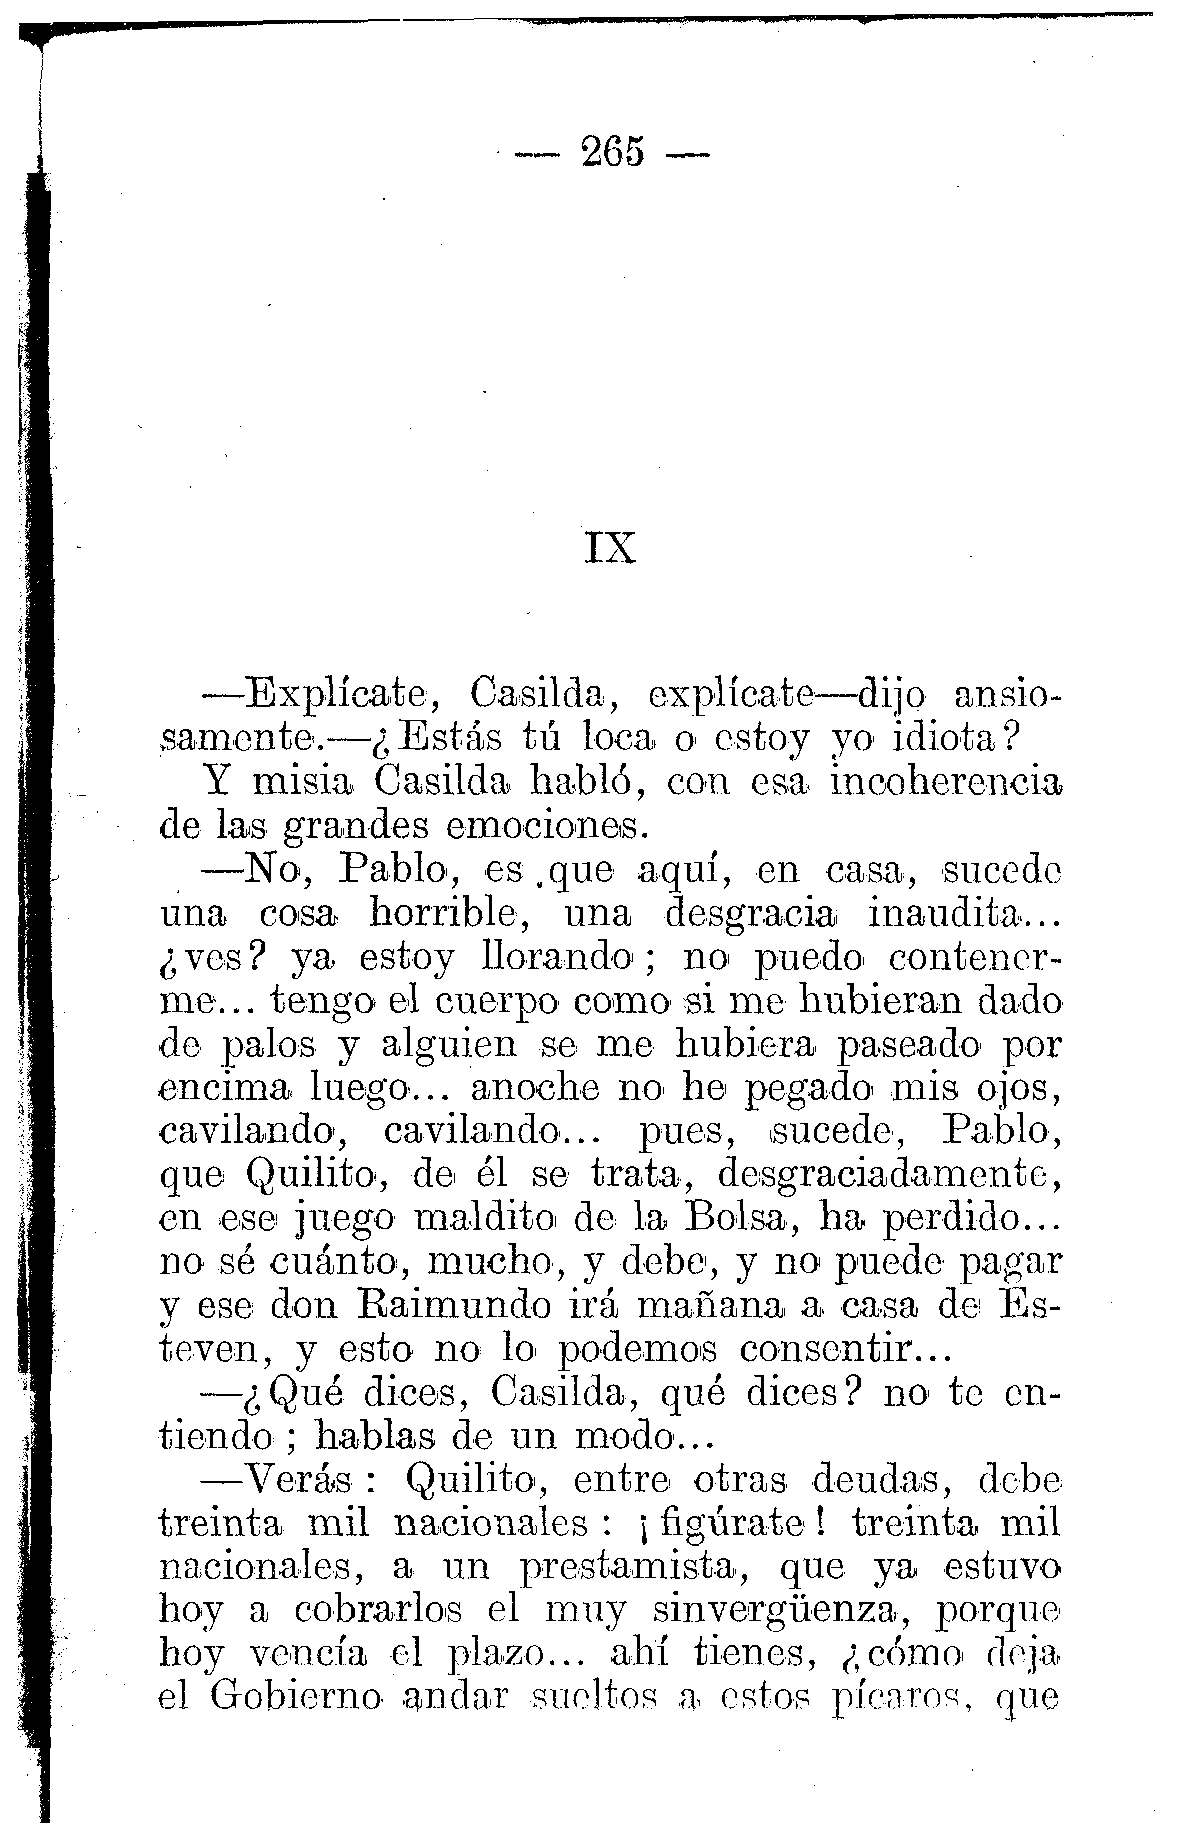 — 265 —
IX
—Explícate, Casilda, explícate—dijo ansio-
samente.—¿Estás tú loca o estoy yo idiota?
Y misia Casilda habló, con esa incoherencia
de las grandes emociones.
—No, Pablo, es que aquí, en casa, sucede
una cosa horrible, una desgracia inaudita...
¿ves? ya estoy llorando; no puedo contener-
me... tengo el cuerpo como si me hubieran dado
de palos y alguien se me hubiera paseado por
encima luego... anoche no he pegado mis ojos,
cavilando, cavilando... pues, sucede, Pablo,
que Quilito, de él se trata, desgraciadamente,
en ese juego maldito de la Bolsa, ha perdido...
no sé cuánto, mucho, y debe, y no puede pagar
y ese don Raimundo irá mañana a casa de Es-
teven, y esto no lo podemos consentir...
—¿Qué dices, Casilda, qué dices? no te en-
tiendo; hablas de un modo...
—Verás: Quilito, entre otras deudas, debe
treinta mil nacionales: ¡figúrate! treinta mil
nacionales, a un prestamista, que ya estuvo
hoy a cobrarlos el muy sinvergüenza, porque
hoy vencía el plazo... ahí tienes, ¿cómo deja
el Gobierno andar sueltos a estos pícaros, que